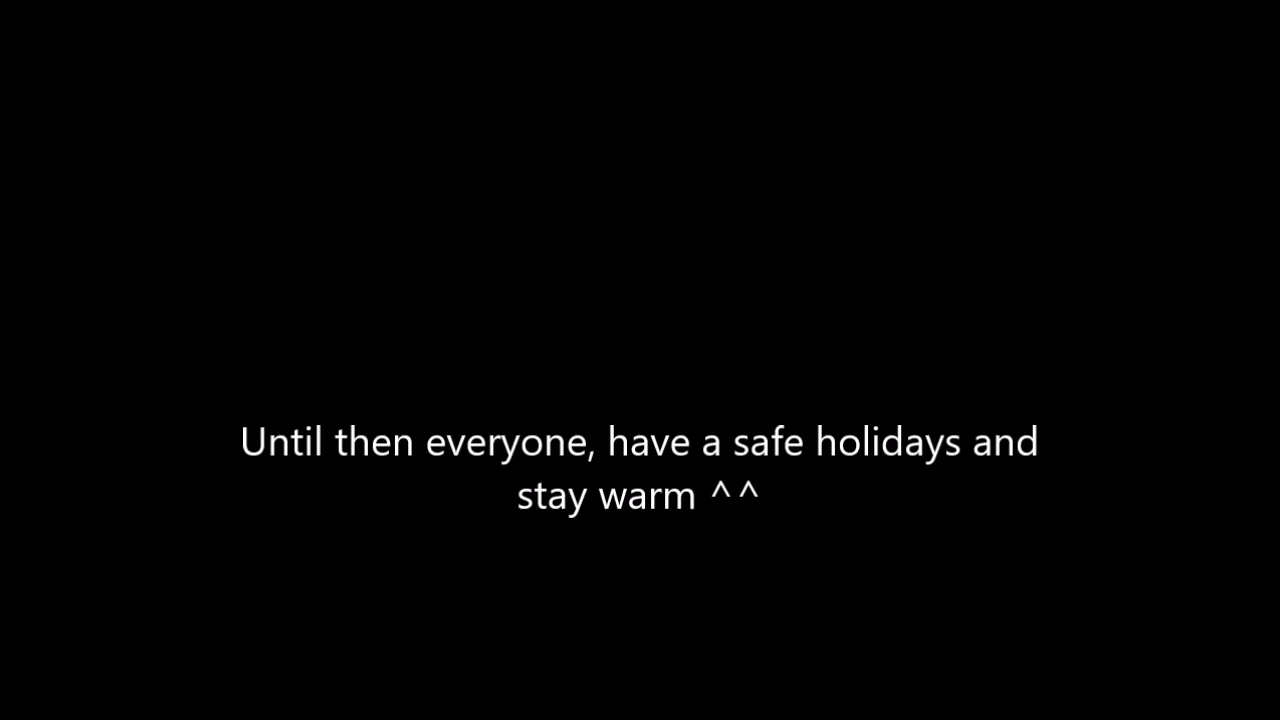 Until then everyone, have a safe holidays and
stay warm ^^